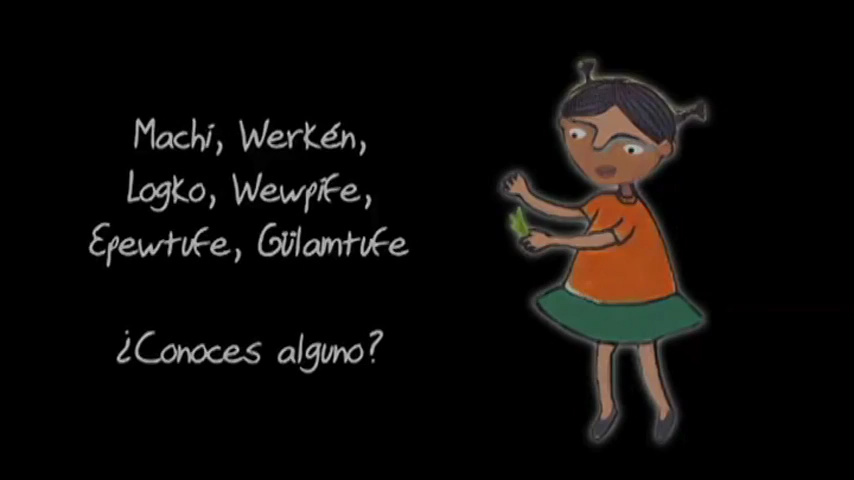 Machi, Werkén,
Logko, Wewpife,
Epewtufe, Gülamtufe
¿Conoces alguno?